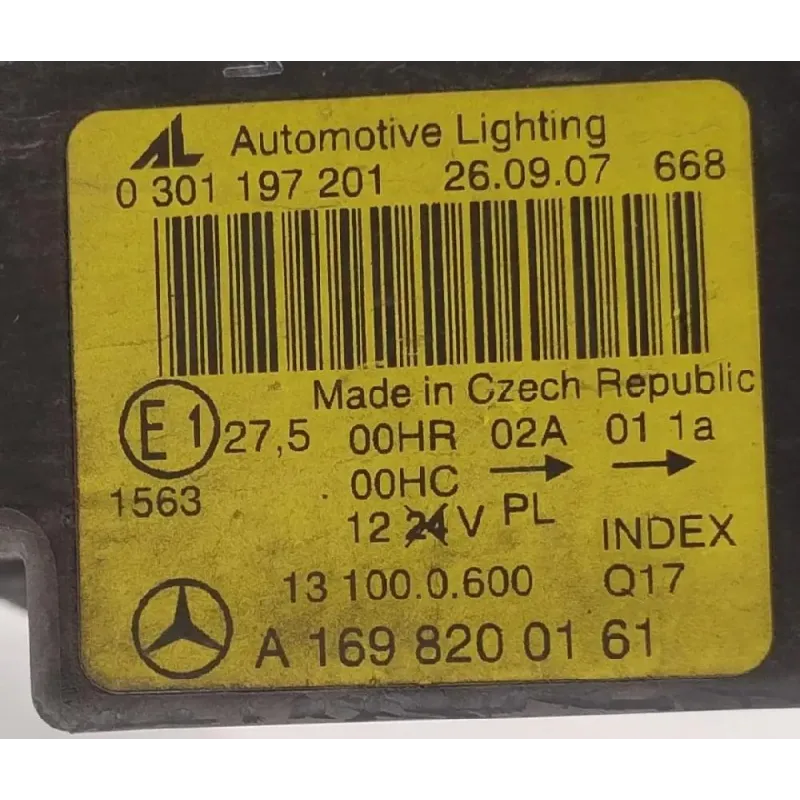 AL Automotive Lighting
0 301 197 201 26.09.07 668
Made in Czech Republic
E1 27,5 00HR 02A 01 1a
1563 00HC → →
12 24 V PL INDEX
13 100.0.600 Q17
A 169 820 01 61